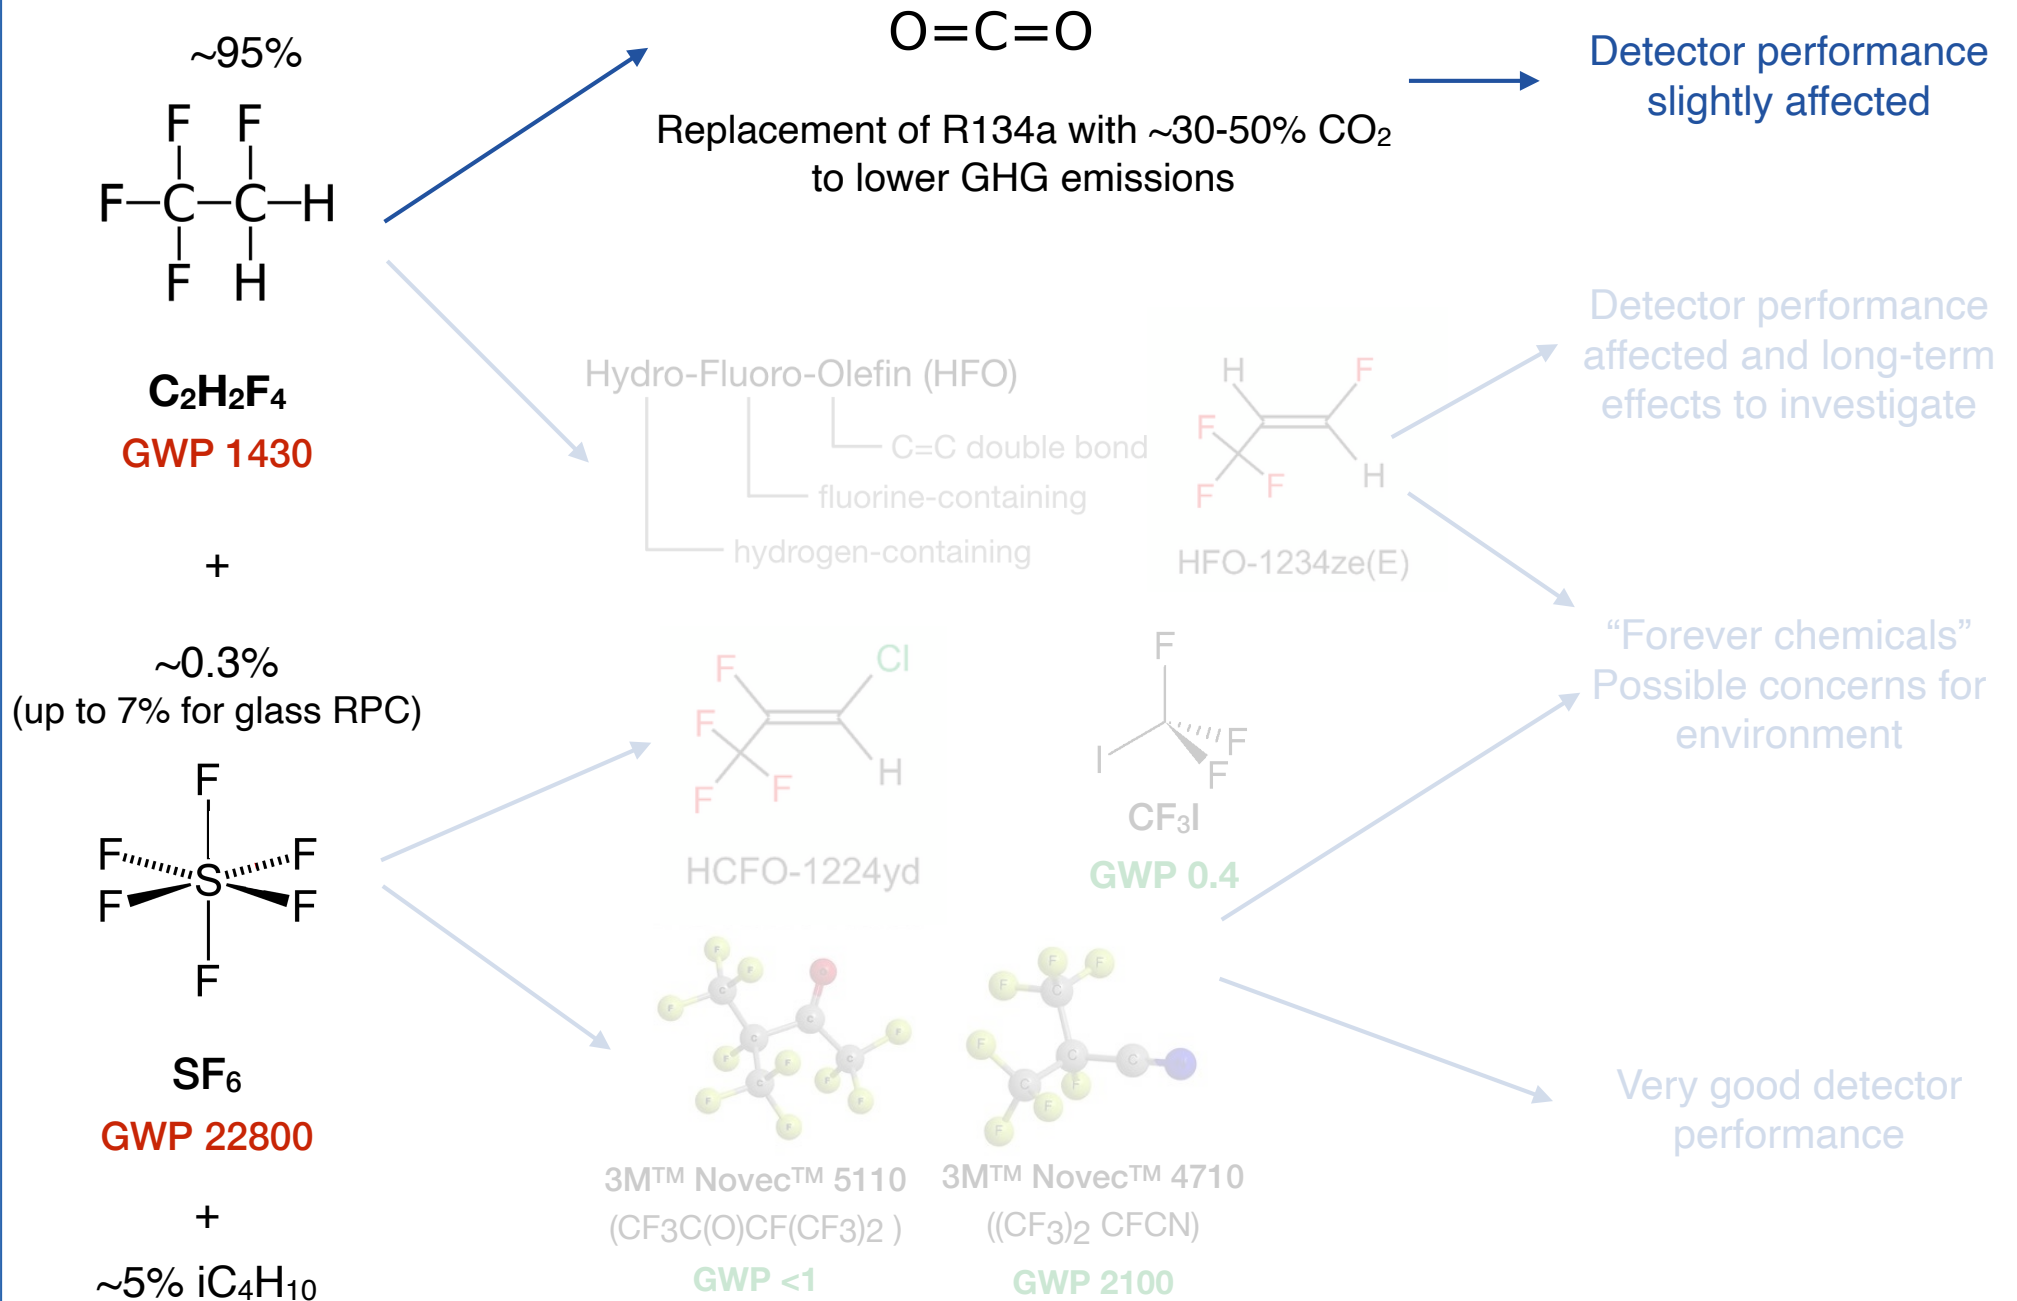 ~95%
F F
F C C H
F H
C₂H₂F₄
GWP 1430
+
~0.3%
(up to 7% for glass RPC)
F
F F
S
F F
F
SF₆
GWP 22800
+
~5% iC₄H₁₀
O=C=O
Replacement of R134a with ~30-50% CO₂
to lower GHG emissions
Detector performance
slightly affected
Hydro-Fluoro-Olefin (HFO)
C=C double bond
fluorine-containing
hydrogen-containing
H F
F
F F H
HFO-1234ze(E)
Detector performance
affected and long-term
effects to investigate
"Forever chemicals"
Possible concerns for
environment
F Cl
F
F F H
HCFO-1224yd
F
I F
F
CF₃I
GWP 0.4
3M™ Novec™ 5110
(CF3C(O)CF(CF3)2 )
GWP <1
3M™ Novec™ 4710
((CF₃)₂ CFCN)
GWP 2100
Very good detector
performance